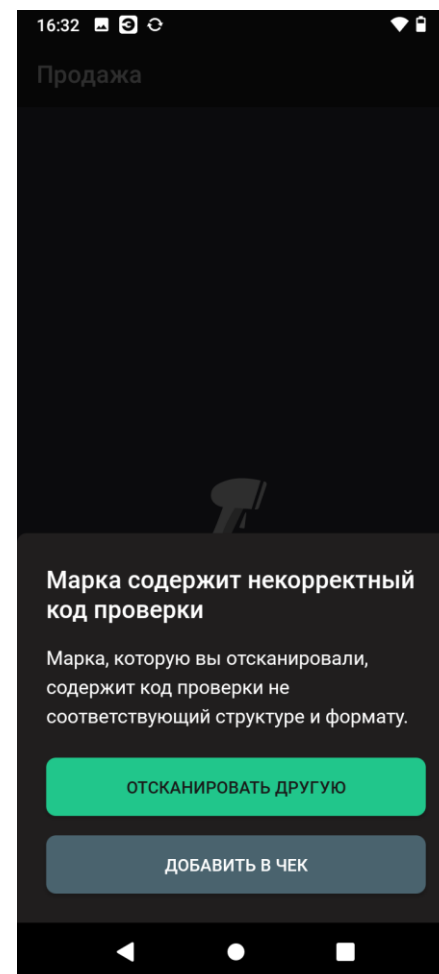 16:32
Продажа
Марка содержит некорректный
код проверки
Марка, которую вы отсканировали,
содержит код проверки не
соответствующий структуре и формату.
ОТСКАНИРОВАТЬ ДРУГУЮ
ДОБАВИТЬ В ЧЕК